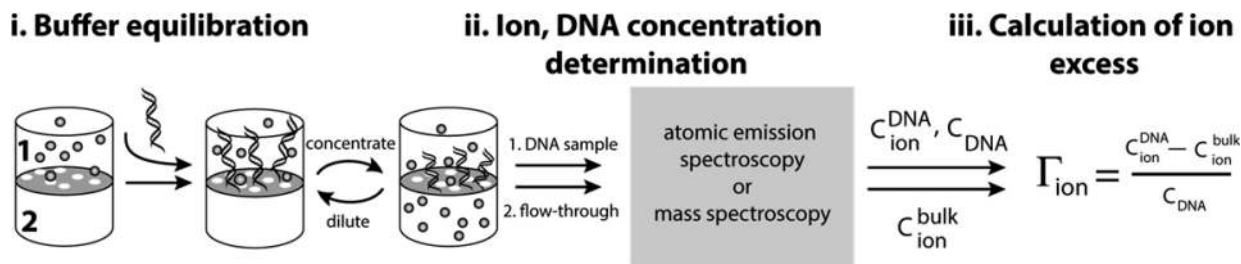 i. Buffer equilibration
ii. Ion, DNA concentration
determination
iii. Calculation of ion
excess
1
2
concentrate
dilute
1. DNA sample
2. flow-through
atomic emission
spectroscopy
or
mass spectroscopy
C_ion^DNA, C_DNA
C_ion^bulk
Γ_ion = (C_ion^DNA − C_ion^bulk) / C_DNA